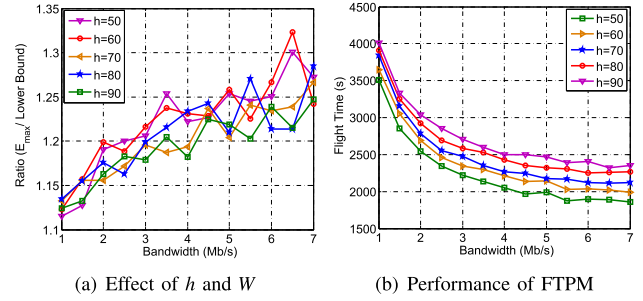 1.35
1.3
1.25
1.2
1.15
1.1
Ratio (E_max / Lower Bound)
h=50
h=60
h=70
h=80
h=90
1 2 3 4 5 6 7
Bandwidth (Mb/s)
(a) Effect of h and W
4500
4000
3500
3000
2500
2000
1500
Flight Time (s)
h=50
h=60
h=70
h=80
h=90
1 2 3 4 5 6 7
Bandwidth (Mb/s)
(b) Performance of FTPM